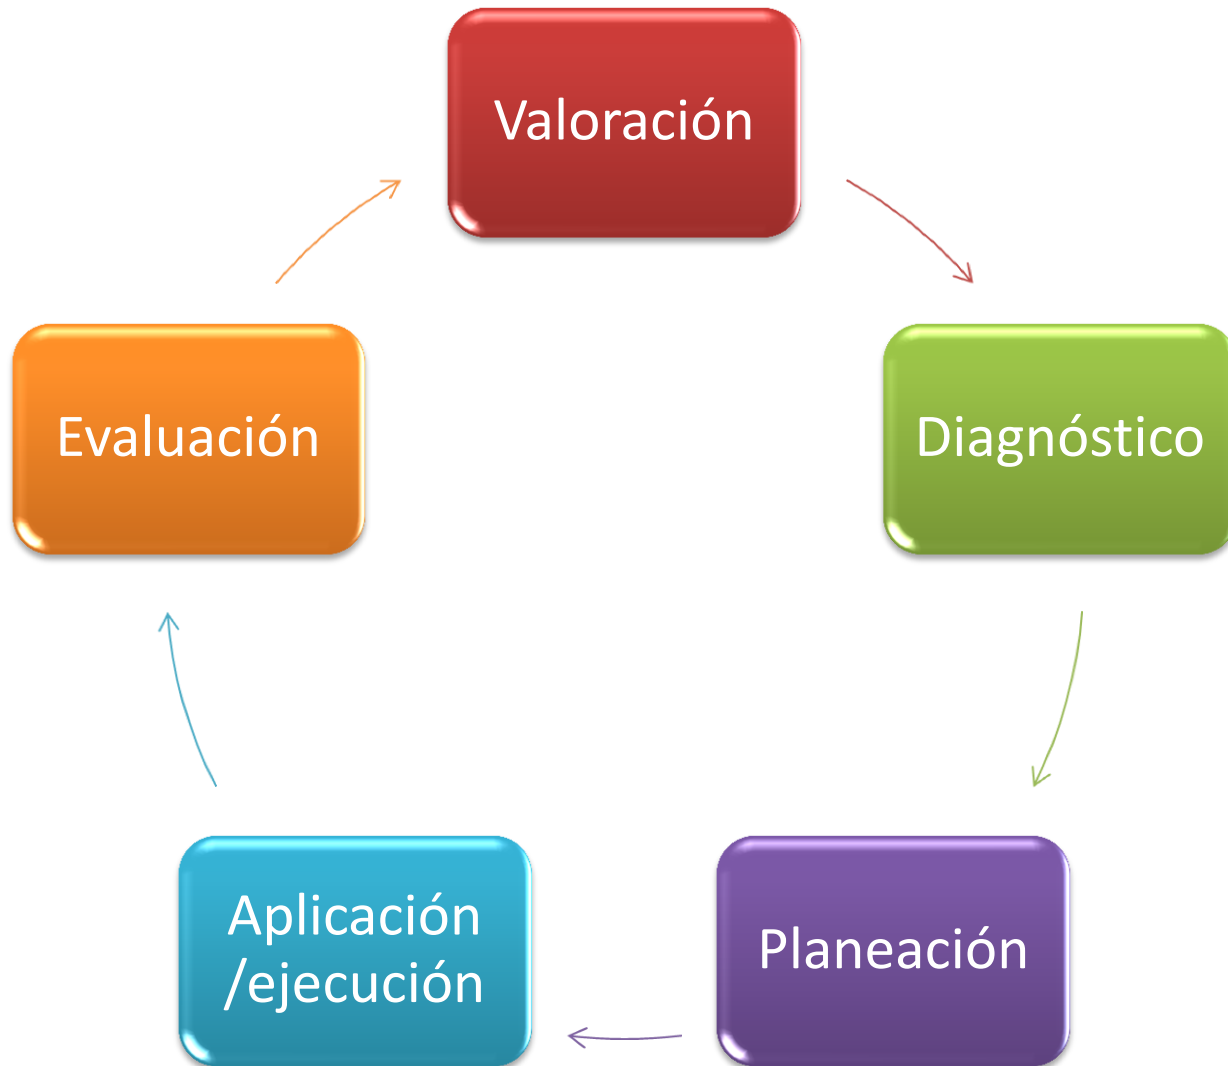 Valoración
Diagnóstico
Planeación
Aplicación
/ejecución
Evaluación